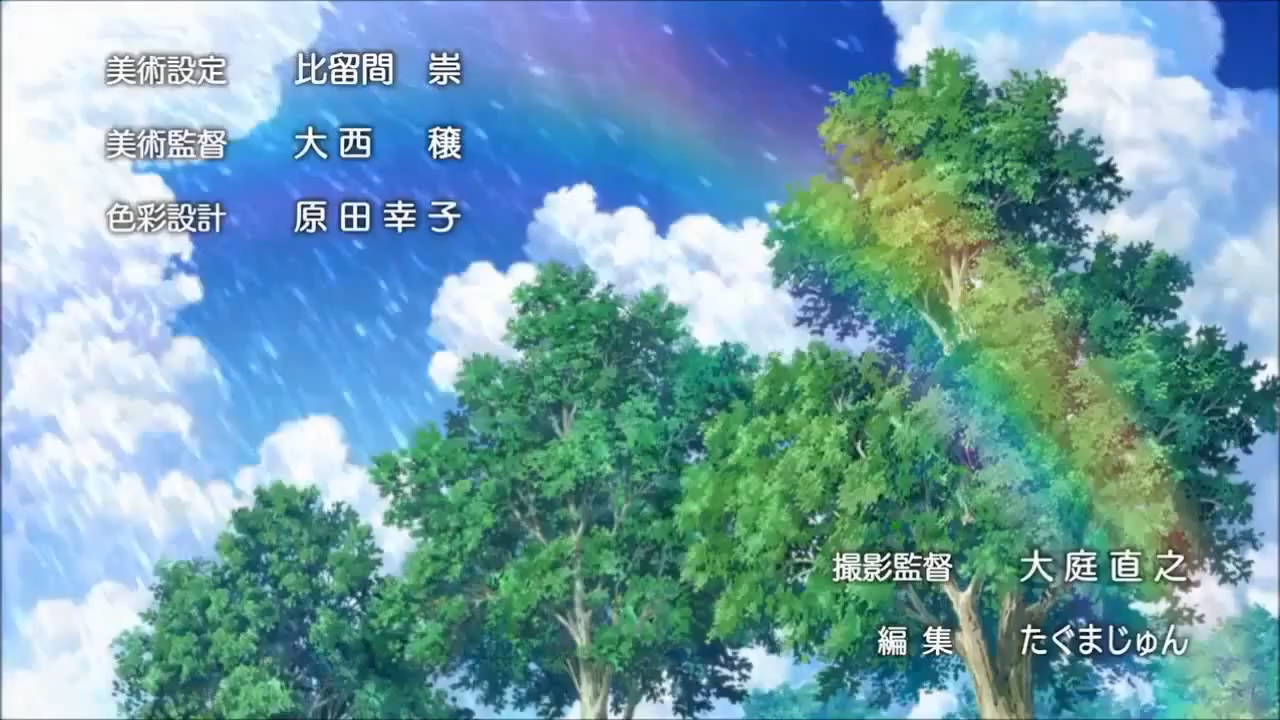 美術設定 比留間 崇
美術監督 大西 穣
色彩設計 原田幸子
撮影監督 大庭直之
編集 たぐまじゅん